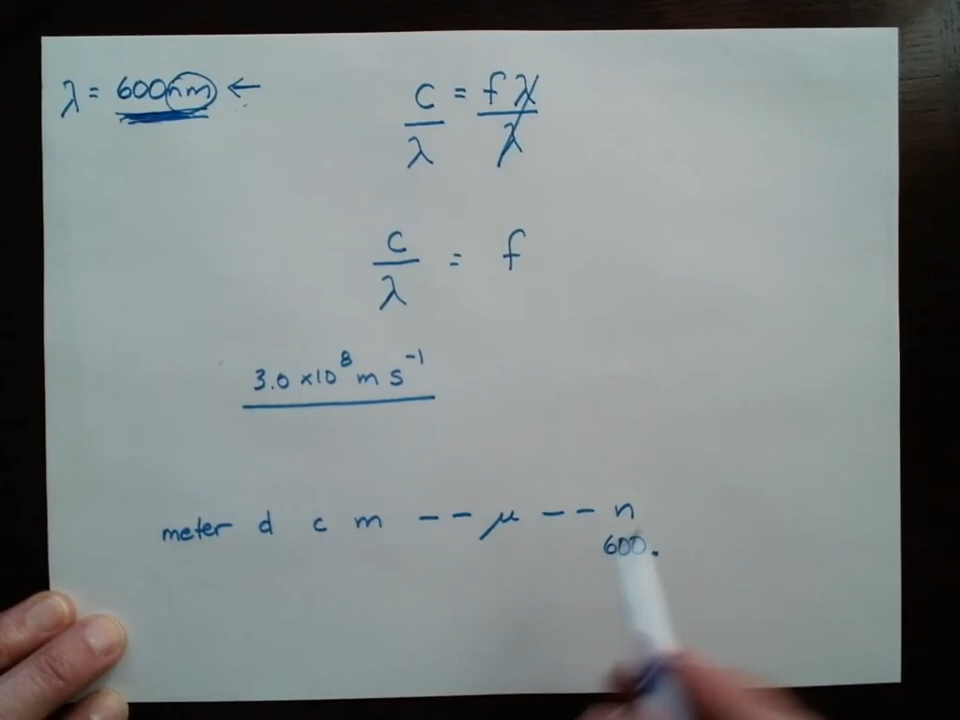 λ = 600nm ←
c = fλ
λ λ
c = f
λ
3.0 ×10⁸ m s⁻¹
meter d c m -- μ -- n
600.